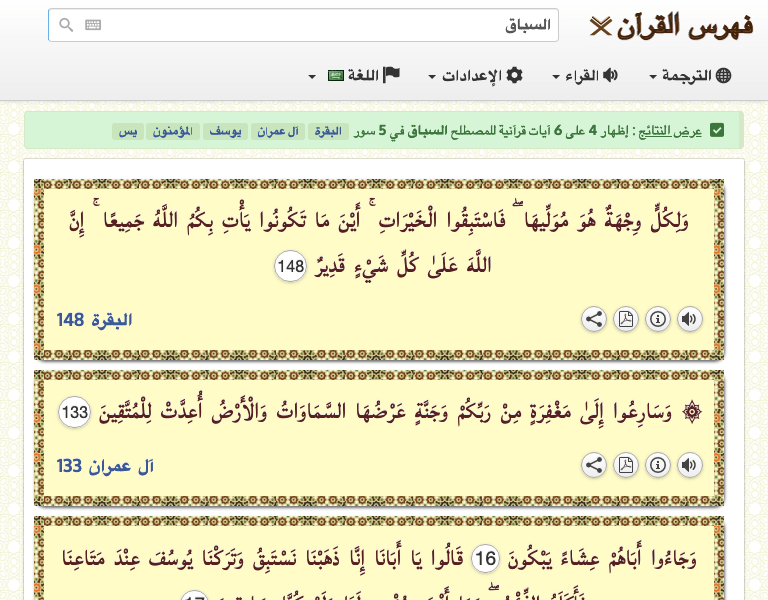 فهرس القرآن
السباق
الترجمة
القراء
الإعدادات
اللغة
عرض النتائج : إظهار 4 على 6 آيات قرآنية للمصطلح السباق في 5 سور البقرة آل عمران يوسف المؤمنون يس
وَلِكُلٍّ وِجْهَةٌ هُوَ مُوَلِّيهَا ۖ فَاسْتَبِقُوا الْخَيْرَاتِ ۚ أَيْنَ مَا تَكُونُوا يَأْتِ بِكُمُ اللَّهُ جَمِيعًا ۚ إِنَّ
اللَّهَ عَلَىٰ كُلِّ شَيْءٍ قَدِيرٌ 148
البقرة 148
۞ وَسَارِعُوا إِلَىٰ مَغْفِرَةٍ مِنْ رَبِّكُمْ وَجَنَّةٍ عَرْضُهَا السَّمَاوَاتُ وَالْأَرْضُ أُعِدَّتْ لِلْمُتَّقِينَ 133
آل عمران 133
وَجَاءُوا أَبَاهُمْ عِشَاءً يَبْكُونَ 16 قَالُوا يَا أَبَانَا إِنَّا ذَهَبْنَا نَسْتَبِقُ وَتَرَكْنَا يُوسُفَ عِنْدَ مَتَاعِنَا